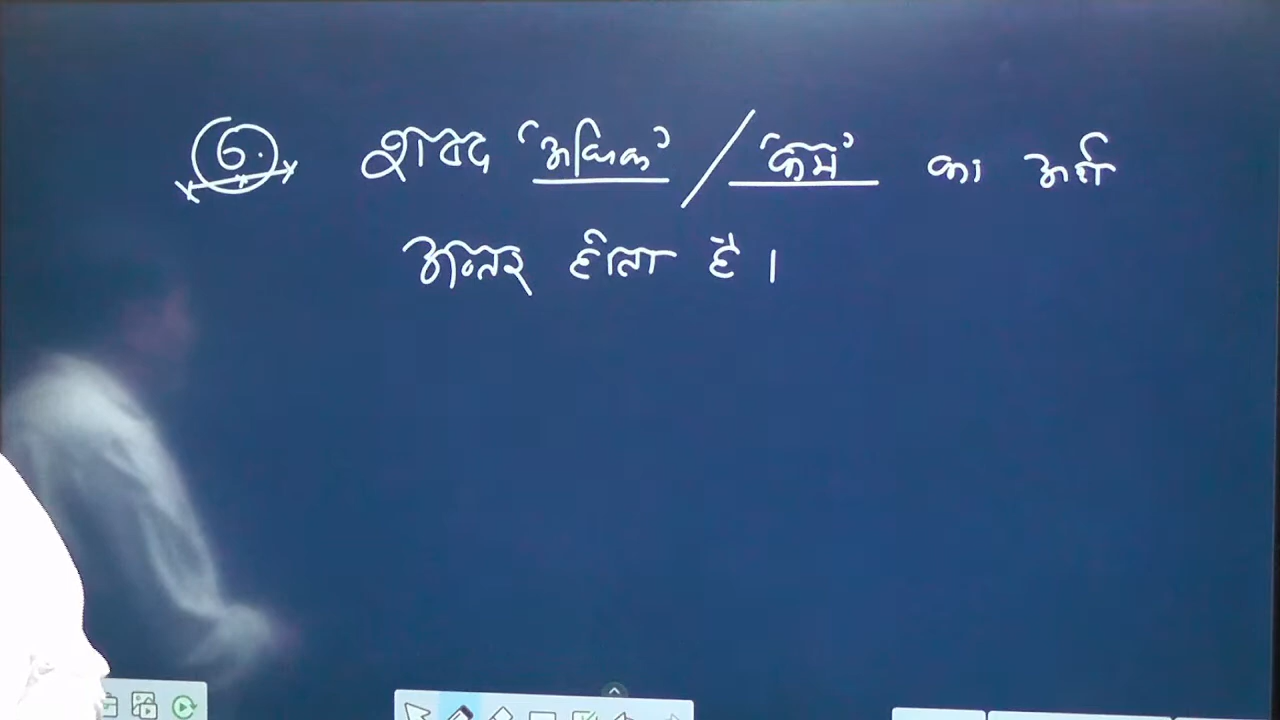 6. शब्द 'अधिक' / 'कम' का अर्थ
अन्तर होता है ।